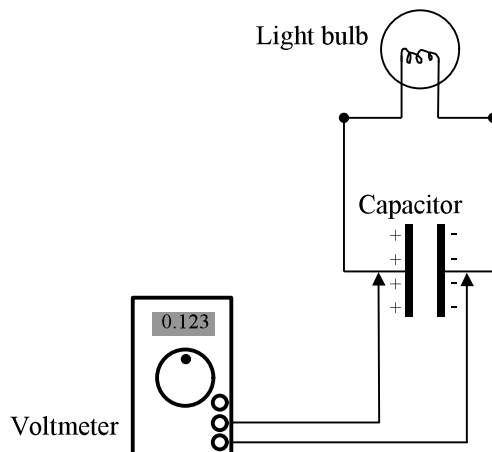 Light bulb
Capacitor
+ -
+ -
+ -
+ -
0.123
Voltmeter